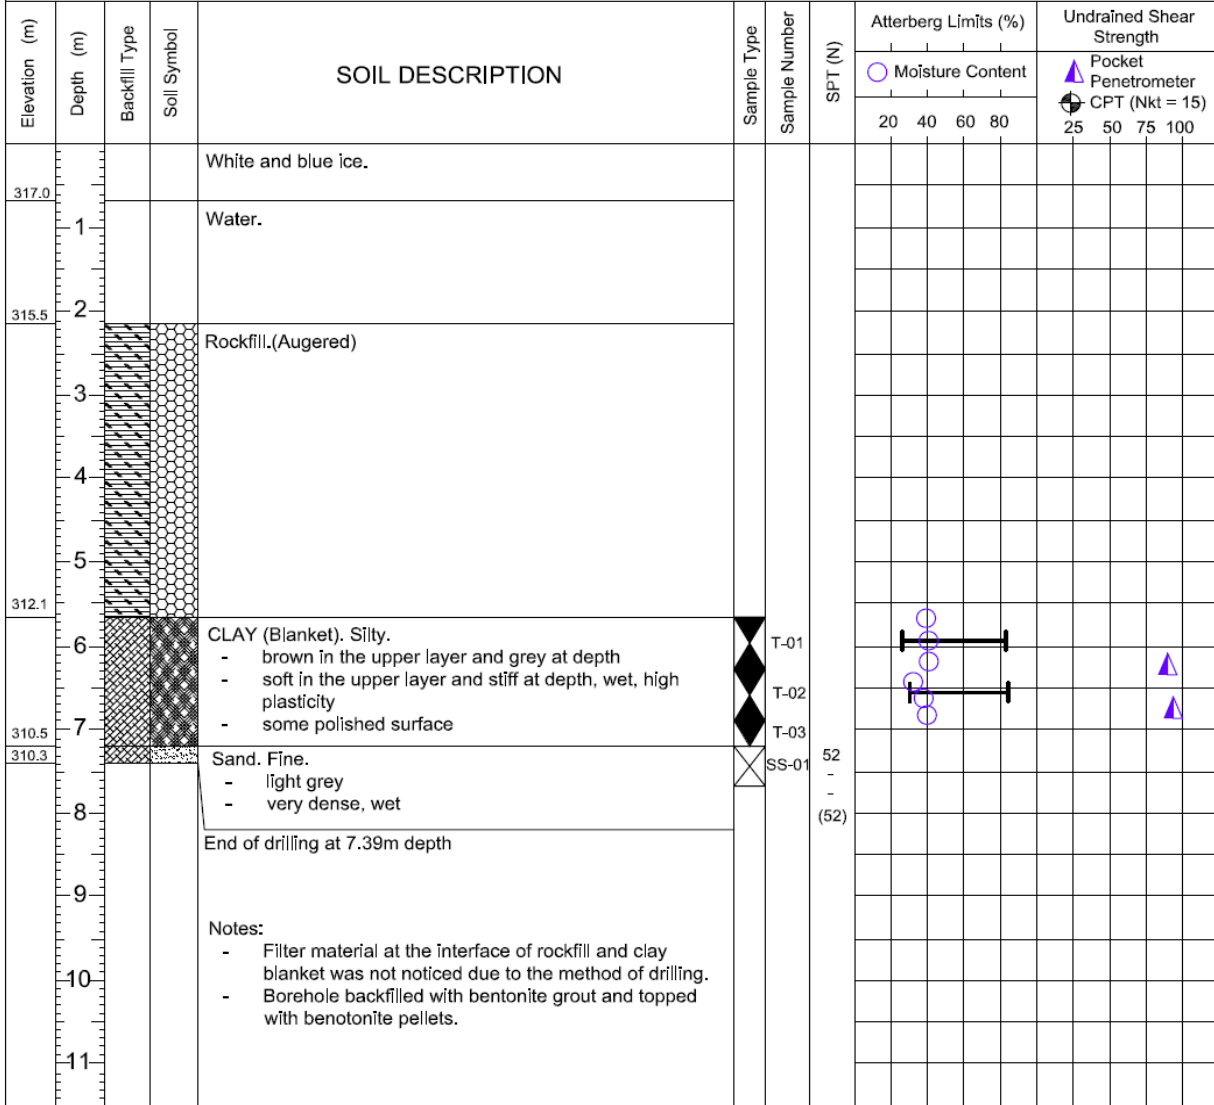 Elevation (m)
Depth (m)
Backfill Type
Soil Symbol
SOIL DESCRIPTION
Sample Type
Sample Number
SPT (N)
Atterberg Limits (%)
Moisture Content
20 40 60 80
Undrained Shear
Strength
Pocket
Penetrometer
CPT (Nkt = 15)
25 50 75 100
White and blue ice.
317.0
Water.
1
2
315.5
Rockfill.(Augered)
3
4
5
312.1
CLAY (Blanket). Silty.
6
T-01
- brown in the upper layer and grey at depth
- soft in the upper layer and stiff at depth, wet, high
plasticity
T-02
- some polished surface
7
T-03
310.5
310.3
Sand. Fine.
SS-01
52
- light grey
-
- very dense, wet
-
8
(52)
End of drilling at 7.39m depth
9
Notes:
- Filter material at the interface of rockfill and clay
blanket was not noticed due to the method of drilling.
10
- Borehole backfilled with bentonite grout and topped
with benotonite pellets.
11